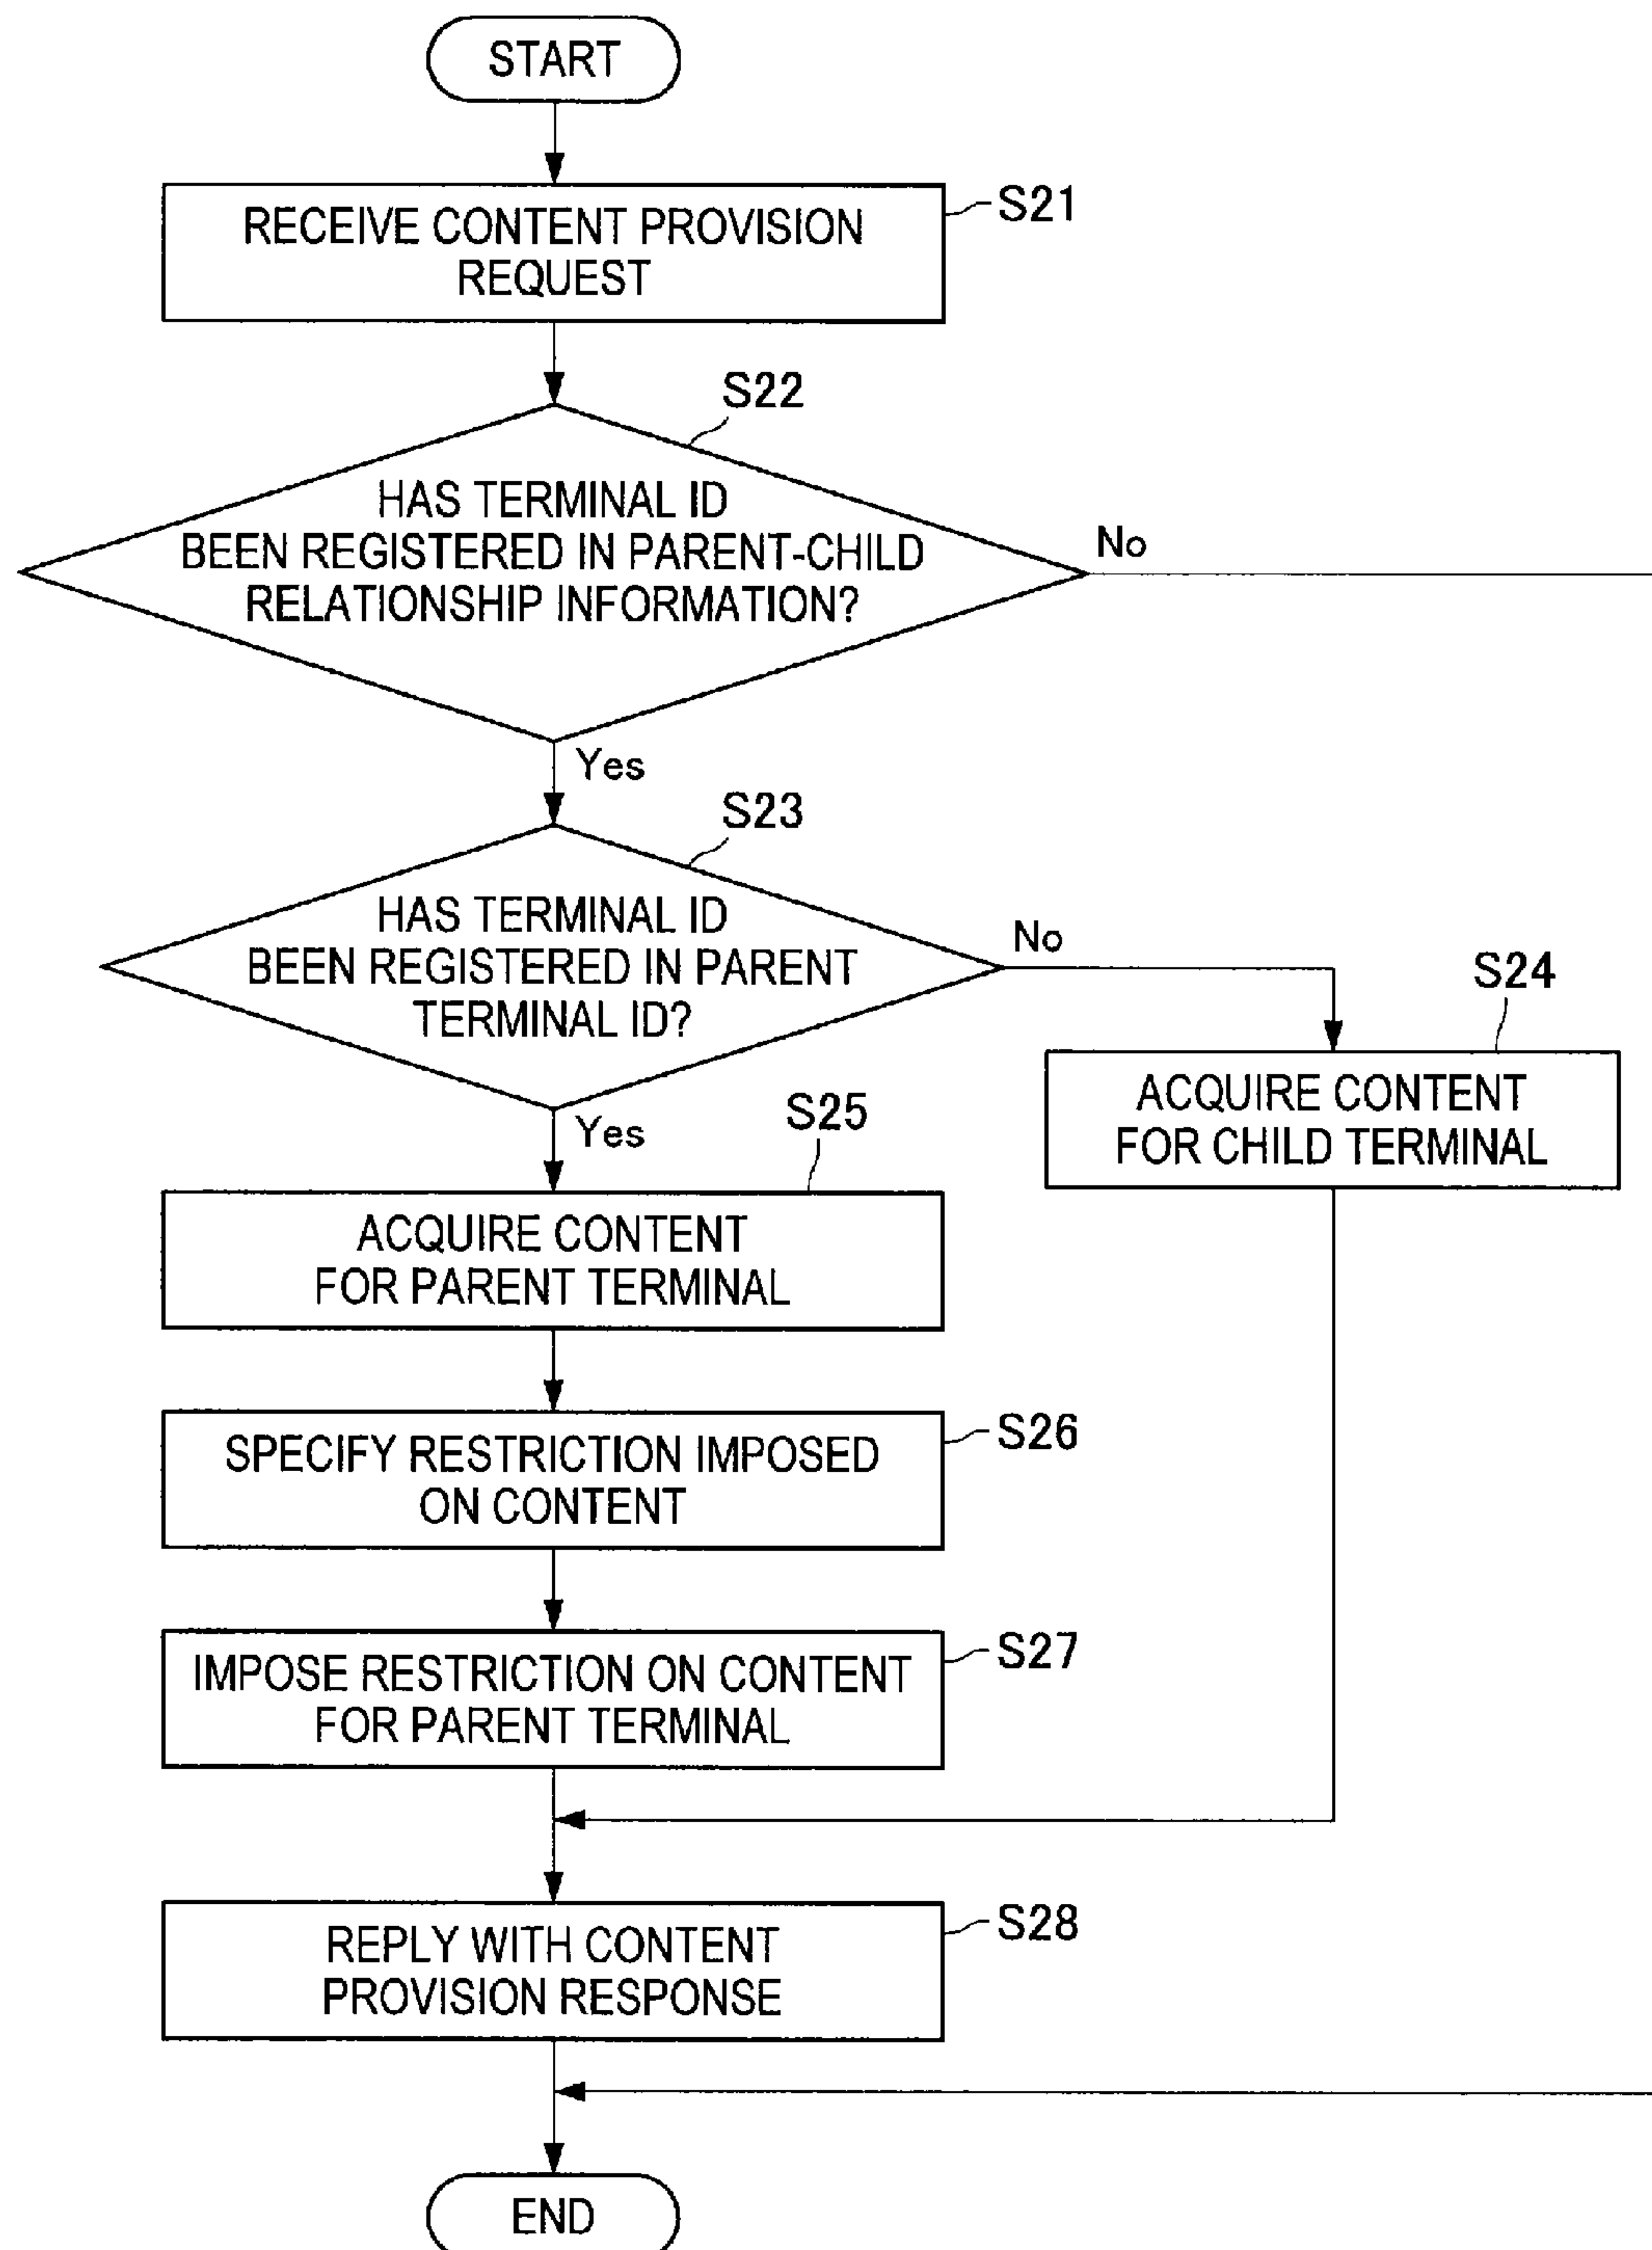 START
RECEIVE CONTENT PROVISION
REQUEST
S21
S22
HAS TERMINAL ID
BEEN REGISTERED IN PARENT-CHILD
RELATIONSHIP INFORMATION?
No
Yes
S23
HAS TERMINAL ID
BEEN REGISTERED IN PARENT
TERMINAL ID?
No
Yes
S24
ACQUIRE CONTENT
FOR CHILD TERMINAL
S25
ACQUIRE CONTENT
FOR PARENT TERMINAL
SPECIFY RESTRICTION IMPOSED
ON CONTENT
S26
IMPOSE RESTRICTION ON CONTENT
FOR PARENT TERMINAL
S27
REPLY WITH CONTENT
PROVISION RESPONSE
S28
END